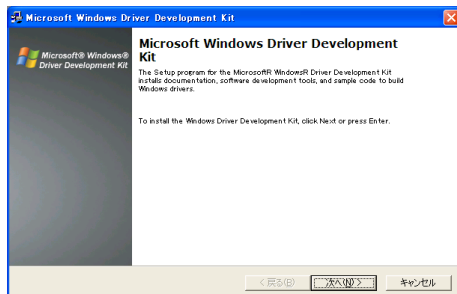 Microsoft Windows Driver Development Kit
Microsoft® Windows®
Driver Development Kit
Microsoft Windows Driver Development
Kit
The Setup program for the MicrosoftR WindowsR Driver Development Kit
installs documentation, software development tools, and sample code to build
Windows drivers.
To install the Windows Driver Development Kit, click Next or press Enter.
< 戻る(B)
次へ(N) >
キャンセル